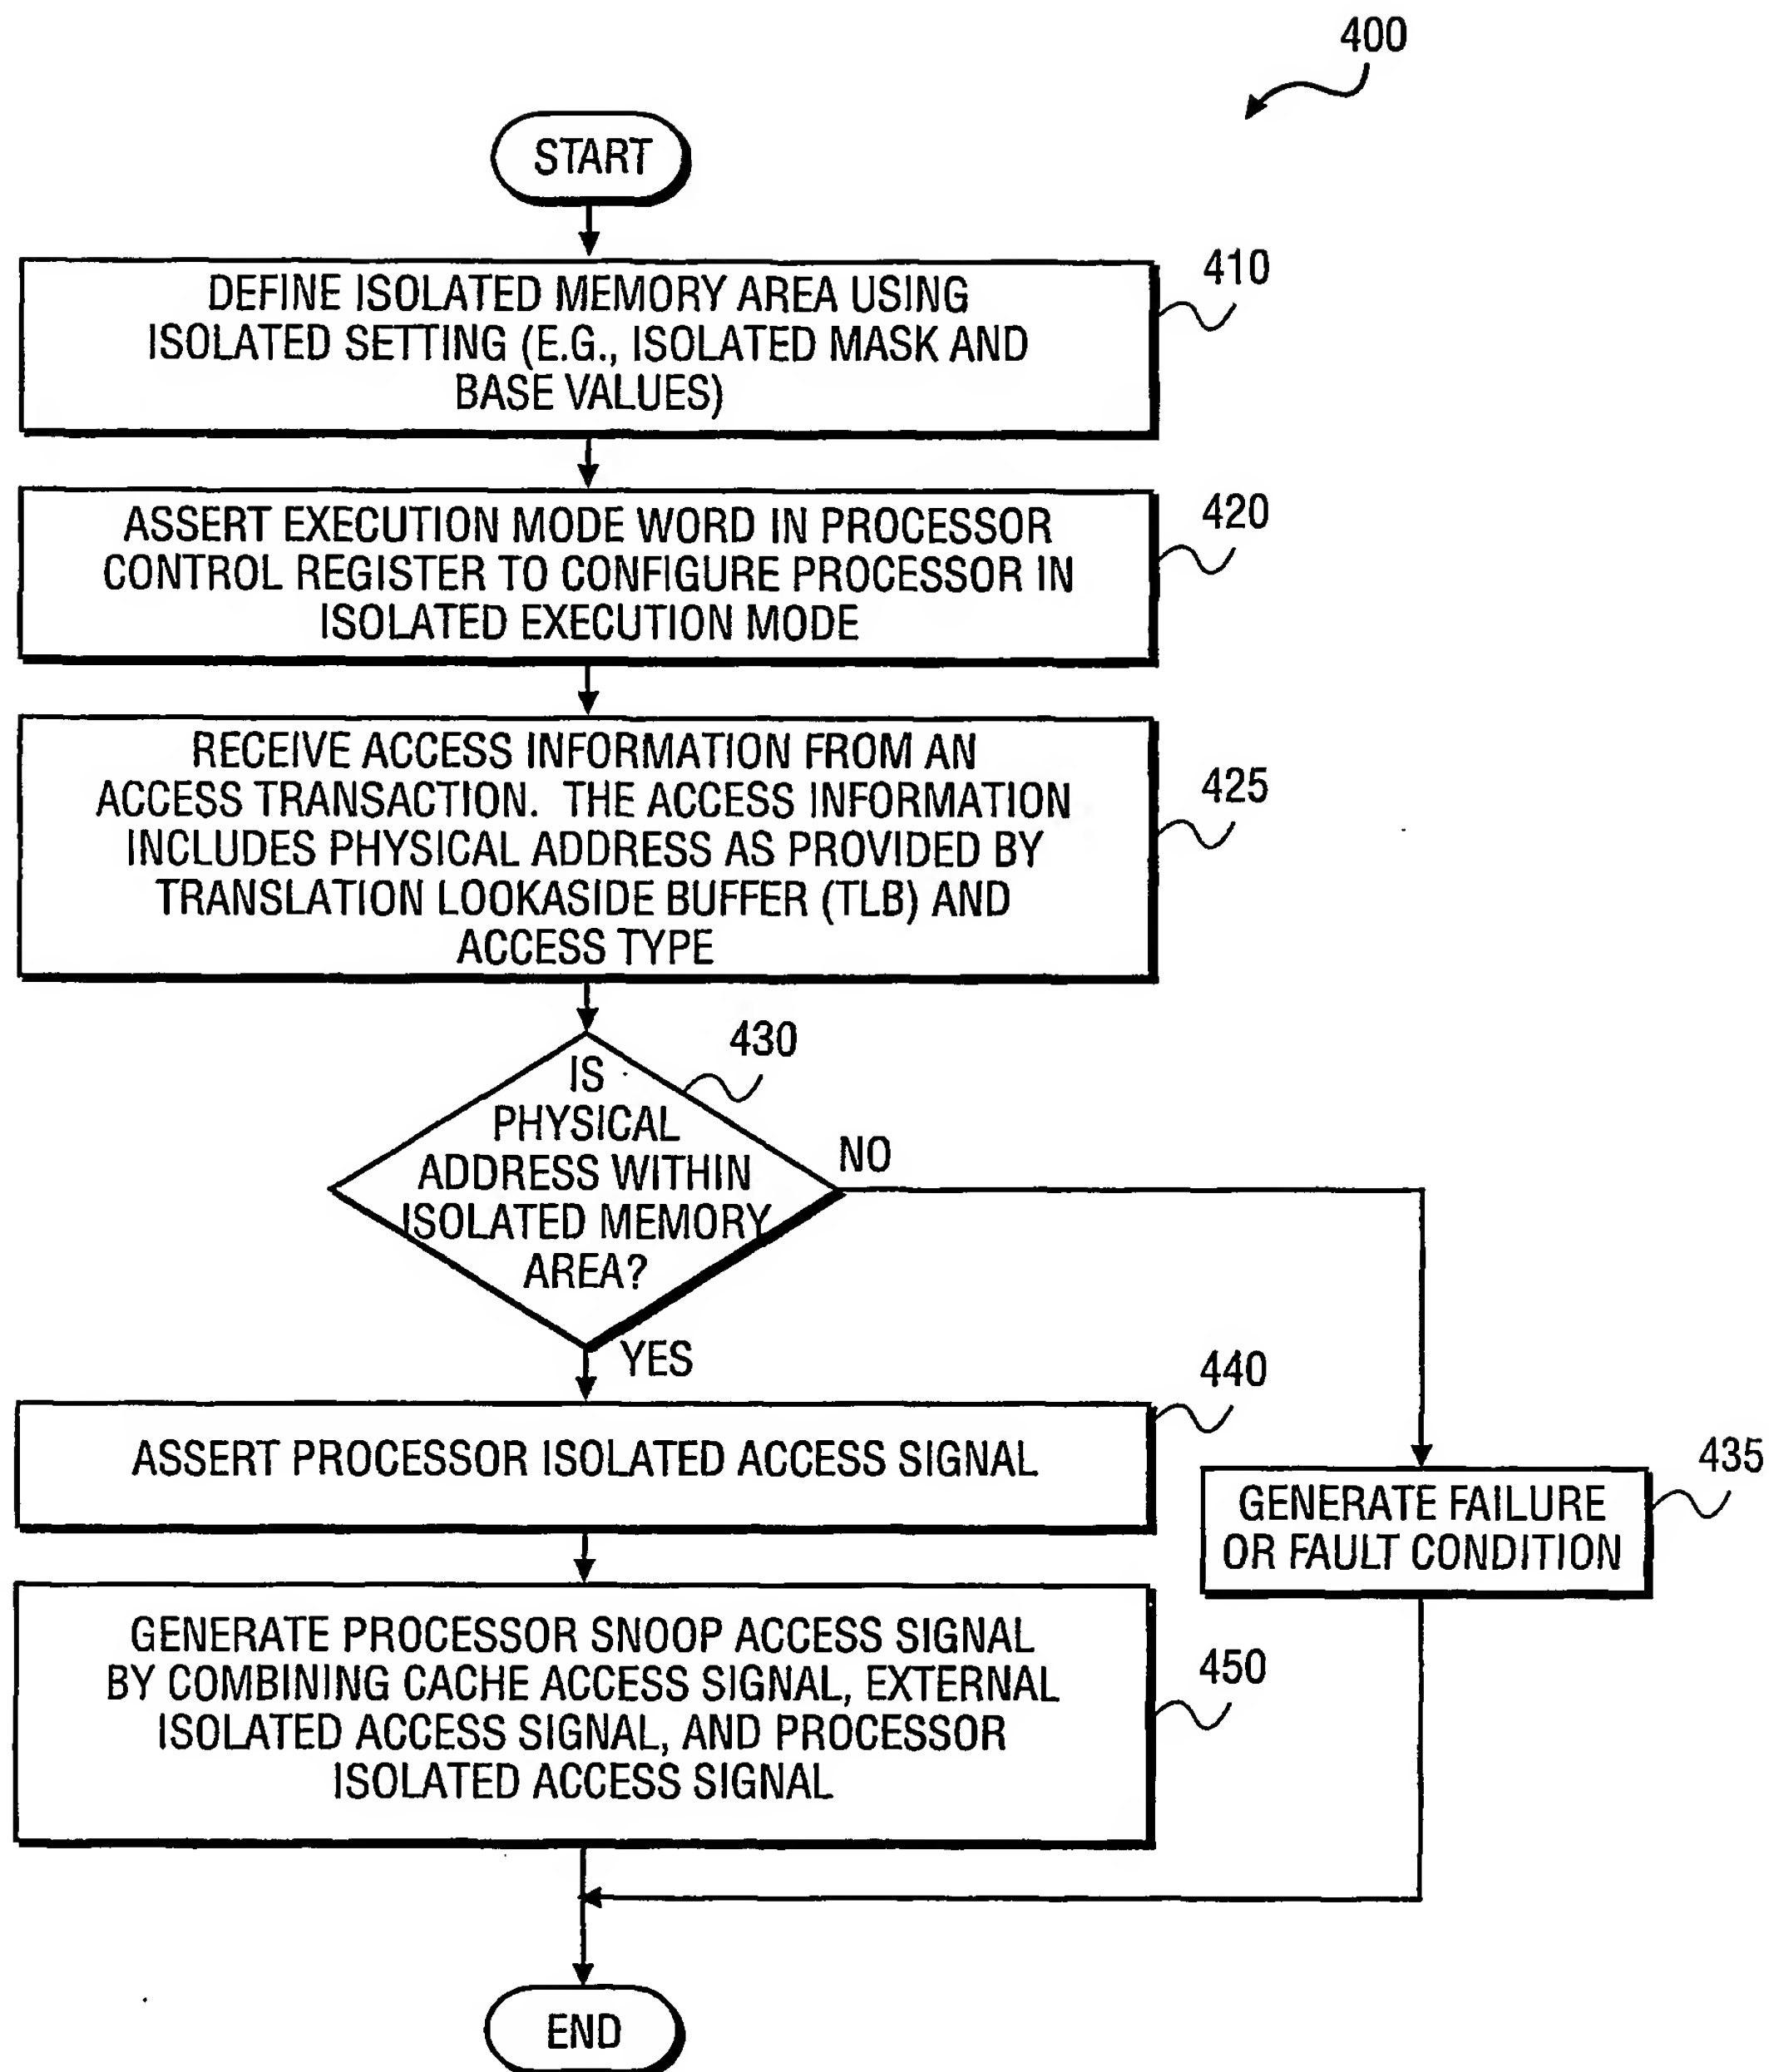 400
START
DEFINE ISOLATED MEMORY AREA USING
ISOLATED SETTING (E.G., ISOLATED MASK AND
BASE VALUES)
410
ASSERT EXECUTION MODE WORD IN PROCESSOR
CONTROL REGISTER TO CONFIGURE PROCESSOR IN
ISOLATED EXECUTION MODE
420
RECEIVE ACCESS INFORMATION FROM AN
ACCESS TRANSACTION. THE ACCESS INFORMATION
INCLUDES PHYSICAL ADDRESS AS PROVIDED BY
TRANSLATION LOOKASIDE BUFFER (TLB) AND
ACCESS TYPE
425
IS
PHYSICAL
ADDRESS WITHIN
ISOLATED MEMORY
AREA?
430
NO
YES
ASSERT PROCESSOR ISOLATED ACCESS SIGNAL
440
GENERATE FAILURE
OR FAULT CONDITION
435
GENERATE PROCESSOR SNOOP ACCESS SIGNAL
BY COMBINING CACHE ACCESS SIGNAL, EXTERNAL
ISOLATED ACCESS SIGNAL, AND PROCESSOR
ISOLATED ACCESS SIGNAL
450
END